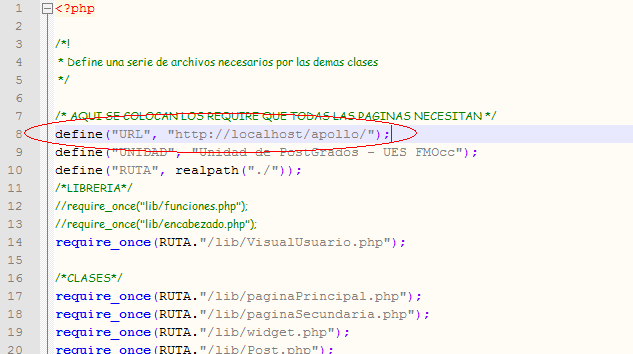 1 <?php
2
3 /*!
4 * Define una serie de archivos necesarios por las demas clases
5 */
6
7 /* AQUI SE COLOCAN LOS REQUIRE QUE TODAS LAS PAGINAS NECESITAN */
8 define("URL", "http://localhost/apollo/");
9 define("UNIDAD", "Unidad de PostGrados - UES FMOcc");
10 define("RUTA", realpath("./"));
11 /*LIBRERIA*/
12 //require_once("lib/funciones.php");
13 //require_once("lib/encabezado.php");
14 require_once(RUTA."/lib/VisualUsuario.php");
15
16 /*CLASES*/
17 require_once(RUTA."/lib/paginaPrincipal.php");
18 require_once(RUTA."/lib/paginaSecundaria.php");
19 require_once(RUTA."/lib/widget.php");
20 require_once(RUTA."/lib/Post.php");